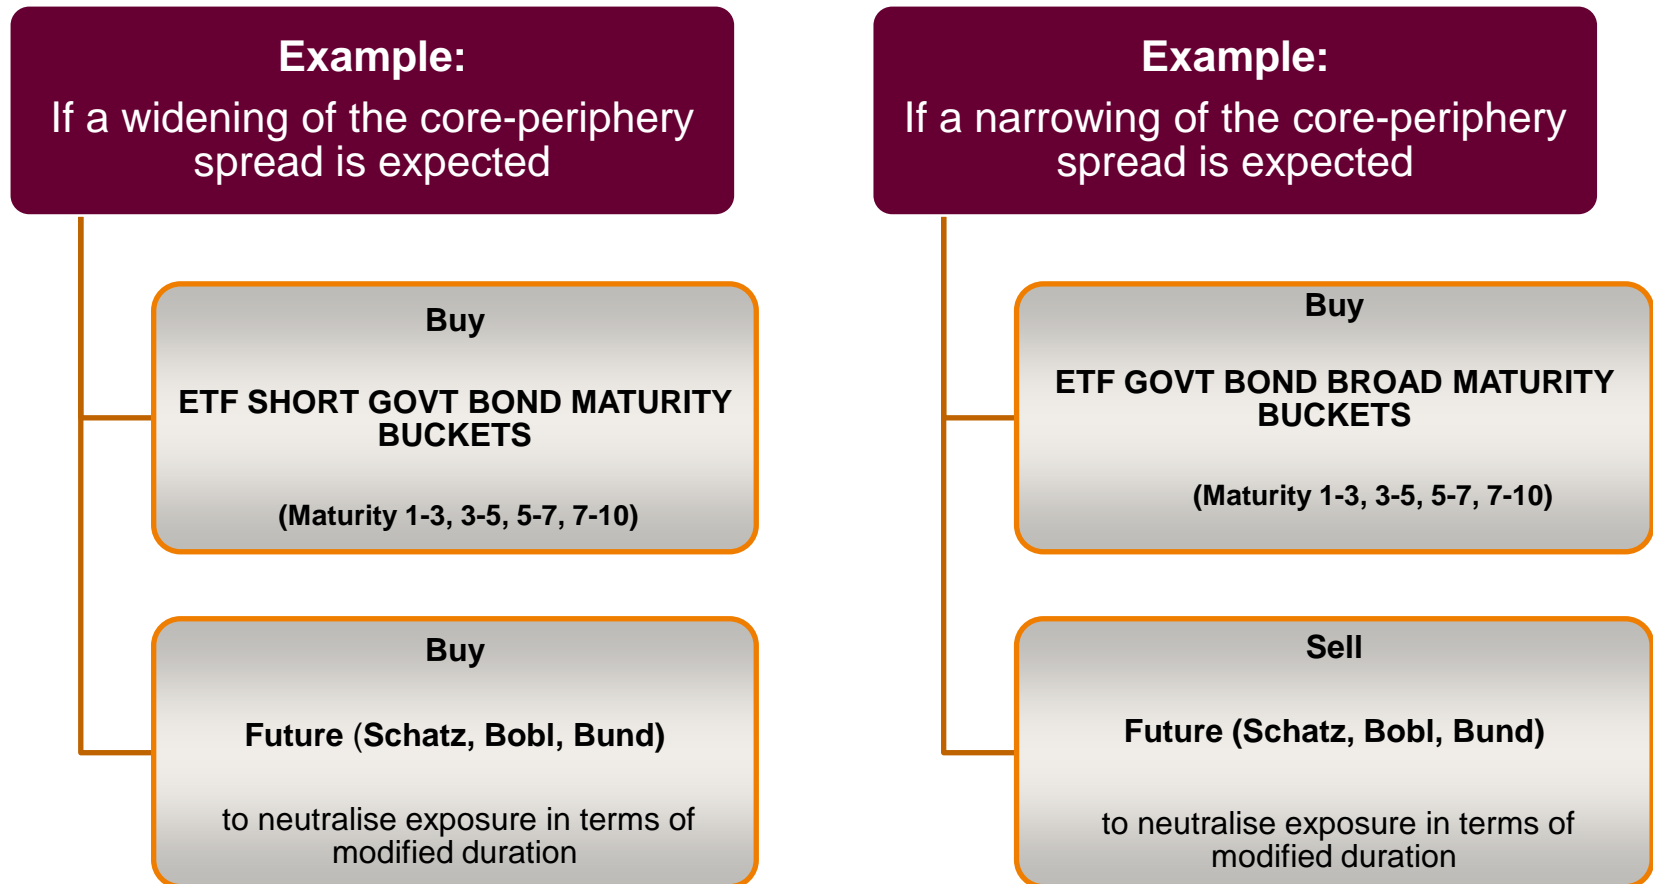 Example:
If a widening of the core-periphery
spread is expected
Buy
ETF SHORT GOVT BOND MATURITY
BUCKETS
(Maturity 1-3, 3-5, 5-7, 7-10)
Buy
Future (Schatz, Bobl, Bund)
to neutralise exposure in terms of
modified duration
Example:
If a narrowing of the core-periphery
spread is expected
Buy
ETF GOVT BOND BROAD MATURITY
BUCKETS
(Maturity 1-3, 3-5, 5-7, 7-10)
Sell
Future (Schatz, Bobl, Bund)
to neutralise exposure in terms of
modified duration